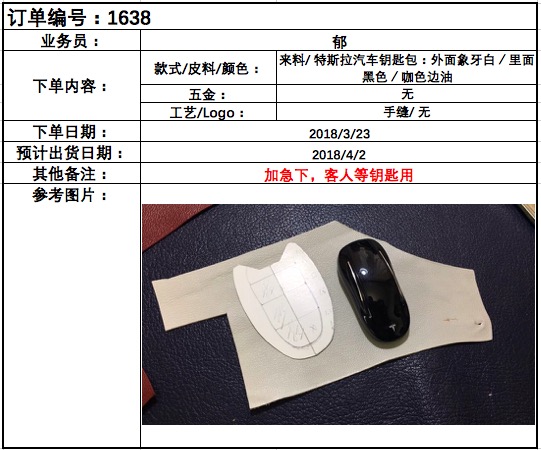 订单编号：1638
业务员：
郁
下单内容：
款式/皮料/颜色：
来料/ 特斯拉汽车钥匙包：外面象牙白 / 里面
黑色 / 咖色边油
五金：
无
工艺/Logo：
手缝/ 无
下单日期：
2018/3/23
预计出货日期：
2018/4/2
其他备注：
加急下，客人等钥匙用
参考图片：